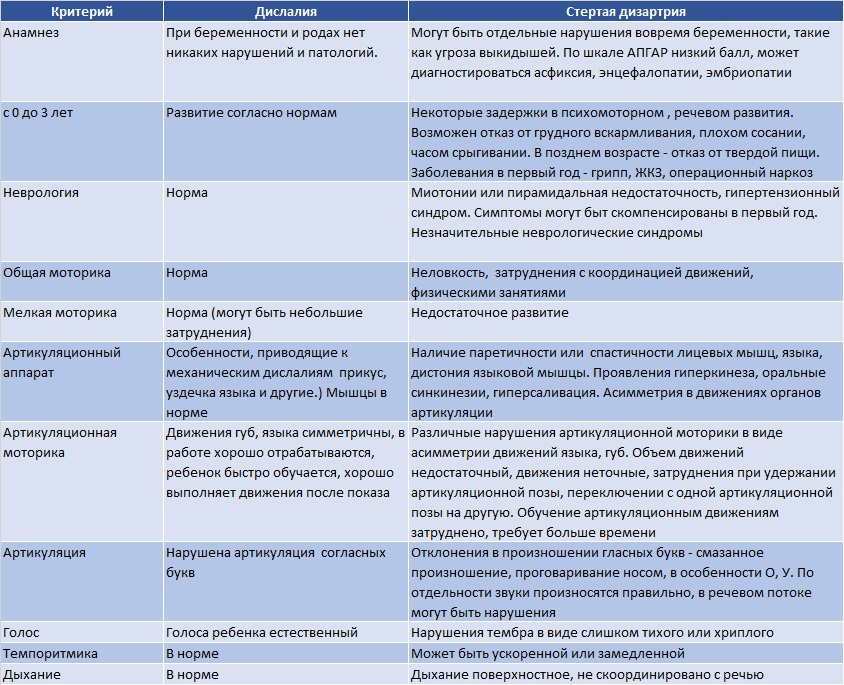 Критерий
Дислалия
Стертая дизартрия
Анамнез
При беременности и родах нет
никаких нарушений и патологий.
Могут быть отдельные нарушения вовремя беременности, такие
как угроза выкидышей. По шкале АПГАР низкий балл, может
диагностироваться асфиксия, энцефалопатии, эмбриопатии
с 0 до 3 лет
Развитие согласно нормам
Некоторые задержки в психомоторном , речевом развития.
Возможен отказ от грудного вскармливания, плохом сосании,
часом срыгивании. В позднем возрасте - отказ от твердой пищи.
Заболевания в первый год - грипп, ЖКЗ, операционный наркоз
Неврология
Норма
Миотонии или пирамидальная недостаточность, гипертензионный
синдром. Симптомы могут быт скомпенсированы в первый год.
Незначительные неврологические синдромы
Общая моторика
Норма
Неловкость,  затруднения с координацией движений,
физическими занятиями
Мелкая моторика
Норма (могут быть небольшие
затруднения)
Недостаточное развитие
Артикуляционный
аппарат
Особенности, приводящие к
механическим дислалиям  прикус,
уздечка языка и другие.) Мышцы в
норме
Наличие паретичности или  спастичности лицевых мышц, языка,
дистония языковой мышцы. Проявления гиперкинеза, оральные
синкинезии, гиперсаливация. Асимметрия в движениях органов
артикуляции
Артикуляционная
моторика
Движения губ, языка симметричны, в
работе хорошо отрабатываются,
ребенок быстро обучается, хорошо
выполняет движения после показа
Различные нарушения артикуляционной моторики в виде
асимметрии движений языка, губ. Объем движений
недостаточный, движения неточные, затруднения при удержании
артикуляционной позы, переключении с одной артикуляционной
позы на другую. Обучение артикуляционным движениям
затруднено, требует больше времени
Артикуляция
Нарушена артикуляция  согласных
букв
Отклонения в произношении гласных букв - смазанное
произношение, проговаривание носом, в особенности О, У. По
отдельности звуки произносятся правильно, в речевом потоке
могут быть нарушения
Голос
Голоса ребенка естественный
Нарушения тембра в виде слишком тихого или хриплого
Темпоритмика
В норме
Может быть ускоренной или замедленной
Дыхание
В норме
Дыхание поверхностное, не скоординировано с речью